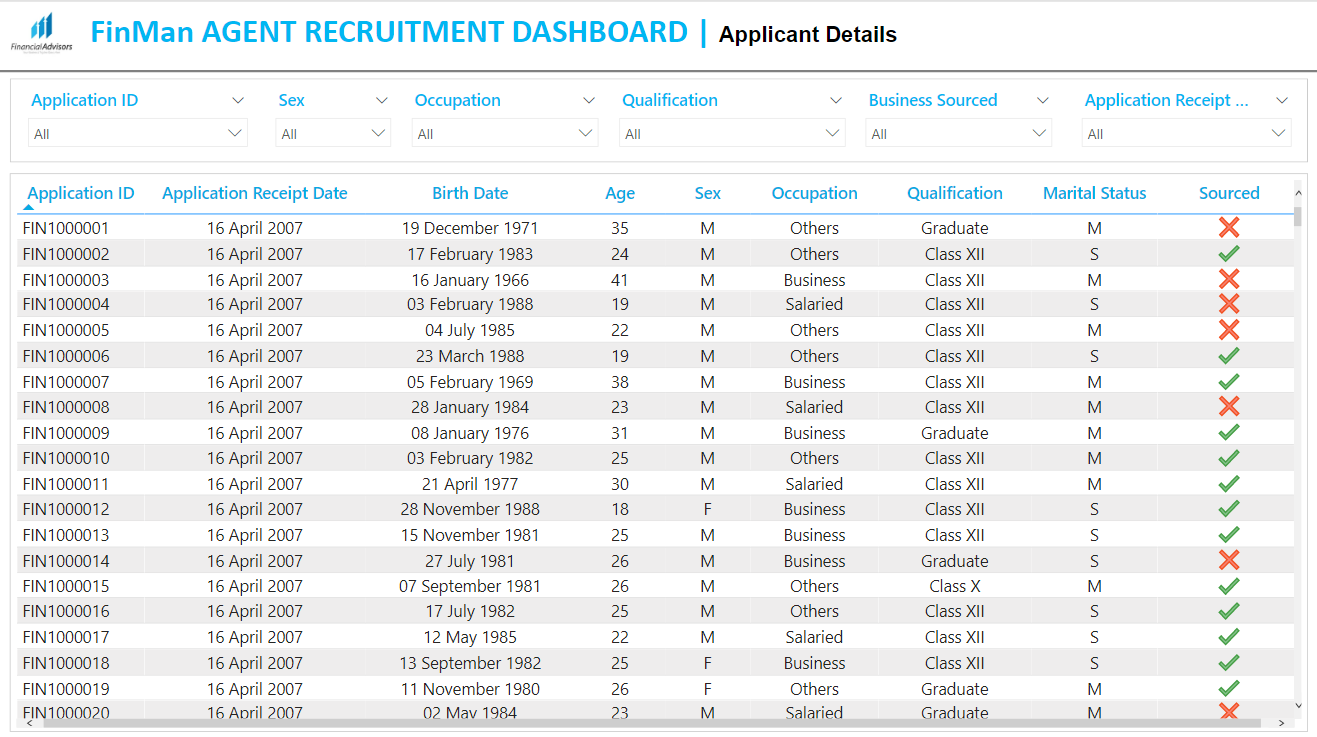 FinancialAdvisors
FinMan AGENT RECRUITMENT DASHBOARD | Applicant Details
Application ID Sex Occupation Qualification Business Sourced Application Receipt ...
All All All All All All
Application ID Application Receipt Date Birth Date Age Sex Occupation Qualification Marital Status Sourced
FIN1000001 16 April 2007 19 December 1971 35 M Others Graduate M
FIN1000002 16 April 2007 17 February 1983 24 M Others Class XII S
FIN1000003 16 April 2007 16 January 1966 41 M Business Class XII M
FIN1000004 16 April 2007 03 February 1988 19 M Salaried Class XII S
FIN1000005 16 April 2007 04 July 1985 22 M Others Class XII M
FIN1000006 16 April 2007 23 March 1988 19 M Others Class XII S
FIN1000007 16 April 2007 05 February 1969 38 M Business Class XII M
FIN1000008 16 April 2007 28 January 1984 23 M Salaried Class XII M
FIN1000009 16 April 2007 08 January 1976 31 M Business Graduate M
FIN1000010 16 April 2007 03 February 1982 25 M Others Class XII M
FIN1000011 16 April 2007 21 April 1977 30 M Salaried Class XII M
FIN1000012 16 April 2007 28 November 1988 18 F Business Class XII S
FIN1000013 16 April 2007 15 November 1981 25 M Business Class XII S
FIN1000014 16 April 2007 27 July 1981 26 M Business Graduate S
FIN1000015 16 April 2007 07 September 1981 26 M Others Class X M
FIN1000016 16 April 2007 17 July 1982 25 M Others Class XII S
FIN1000017 16 April 2007 12 May 1985 22 M Salaried Class XII S
FIN1000018 16 April 2007 13 September 1982 25 F Business Class XII S
FIN1000019 16 April 2007 11 November 1980 26 F Others Graduate M
FIN1000020 16 April 2007 02 May 1984 23 M Salaried Graduate M